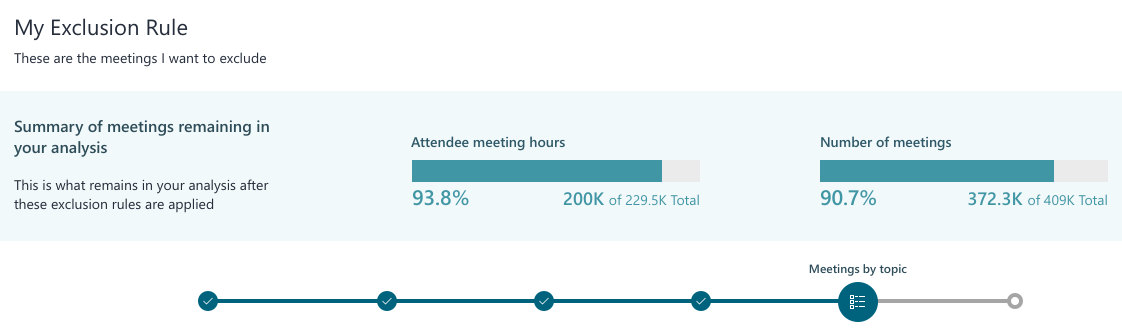 My Exclusion Rule
These are the meetings I want to exclude
Summary of meetings remaining in
your analysis
This is what remains in your analysis after
these exclusion rules are applied
Attendee meeting hours
93.8%
200K of 229.5K Total
Number of meetings
90.7%
372.3K of 409K Total
Meetings by topic